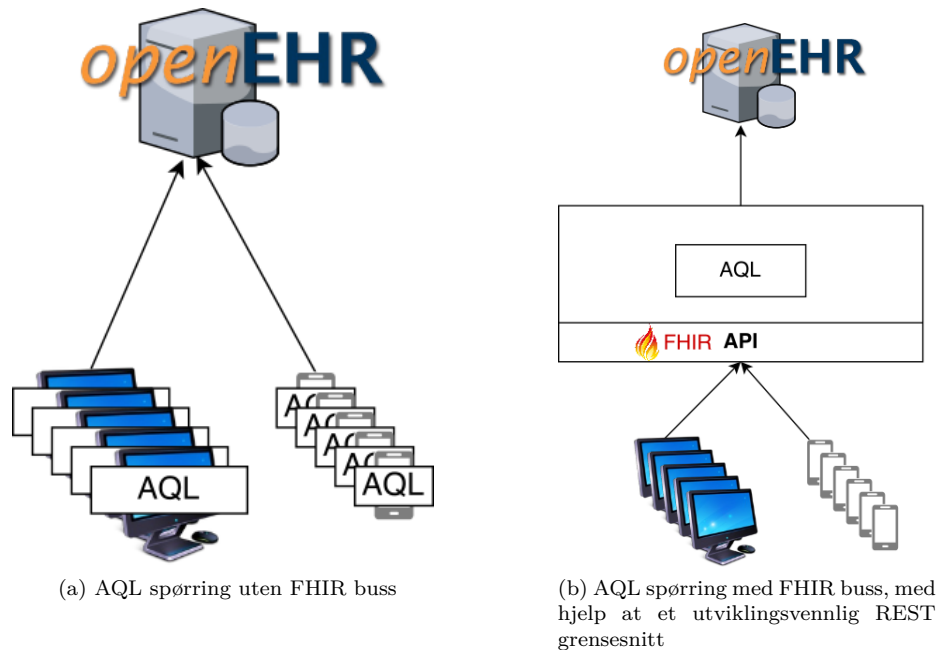 openEHR
AQL
A
A
A
A
AQL
(a) AQL spørring uten FHIR buss
openEHR
AQL
FHIR API
(b) AQL spørring med FHIR buss, med
hjelp at et utviklingsvennlig REST
grensesnitt